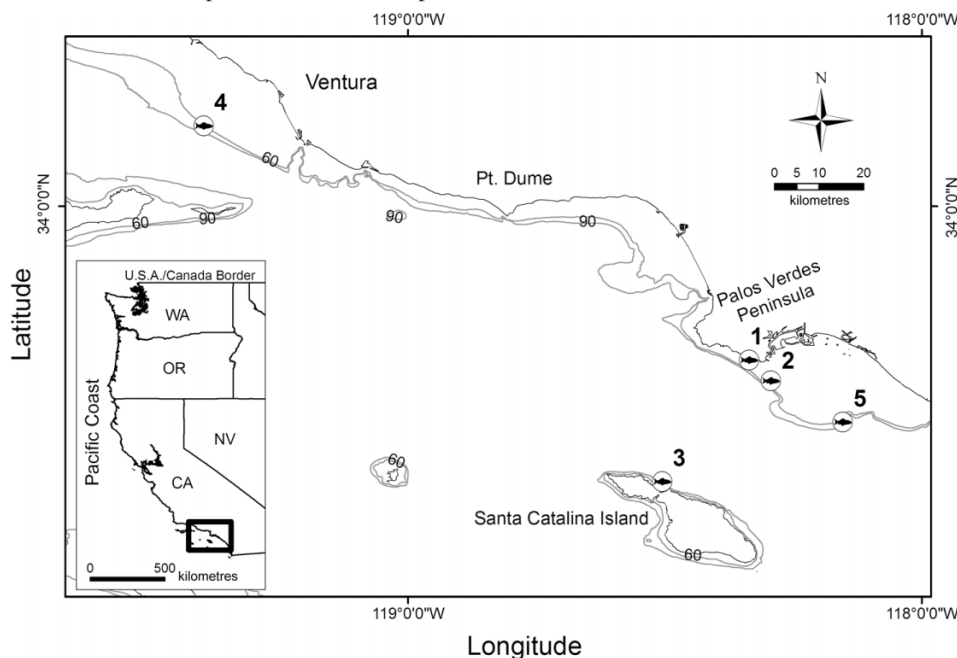 119°0'0"W
118°0'0"W
Ventura
N
4
60
Pt. Dume
0 5 10 20
kilometres
34°0'0"N
34°0'0"N
60
90
90
90
U.S.A./Canada Border
WA
OR
NV
CA
Pacific Coast
0 500
kilometres
Latitude
Palos Verdes
Peninsula
1
2
5
60
3
Santa Catalina Island
60
119°0'0"W
118°0'0"W
Longitude